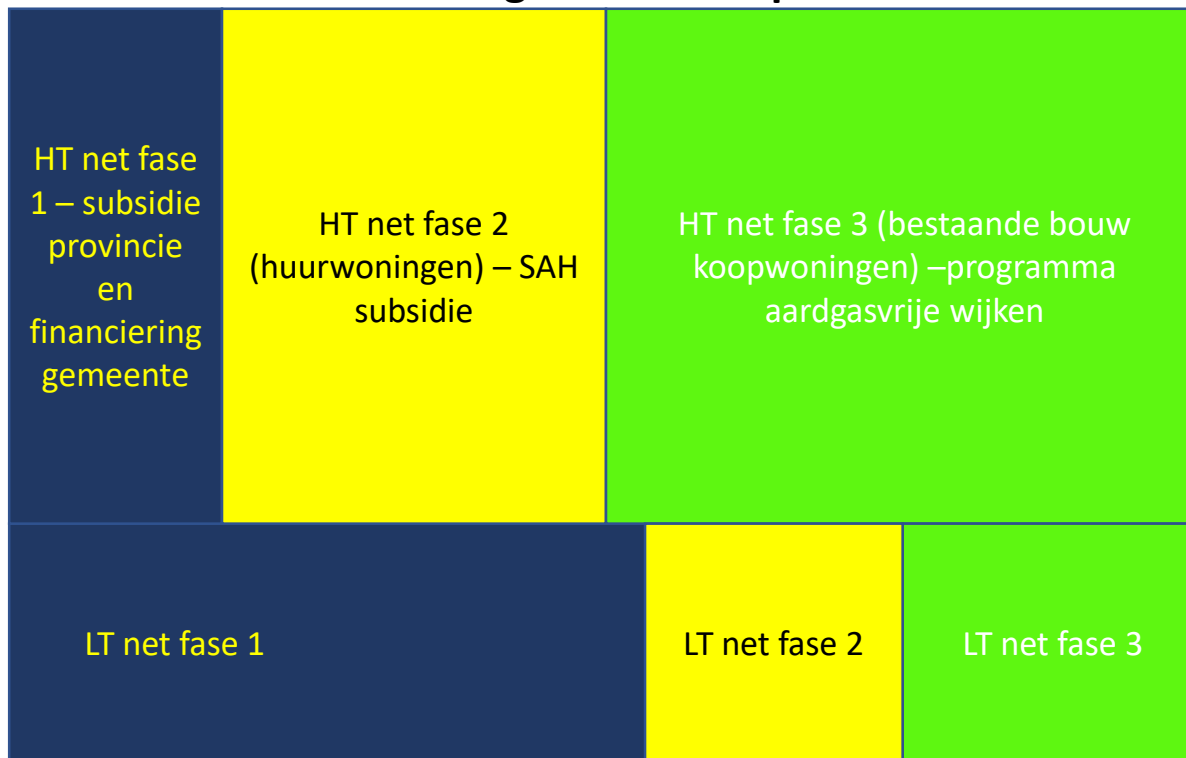 HT net fase
1 – subsidie
provincie
en
financiering
gemeente
HT net fase 2
(huurwoningen) – SAH
subsidie
HT net fase 3 (bestaande bouw
koopwoningen) –programma
aardgasvrije wijken
LT net fase 1
LT net fase 2
LT net fase 3